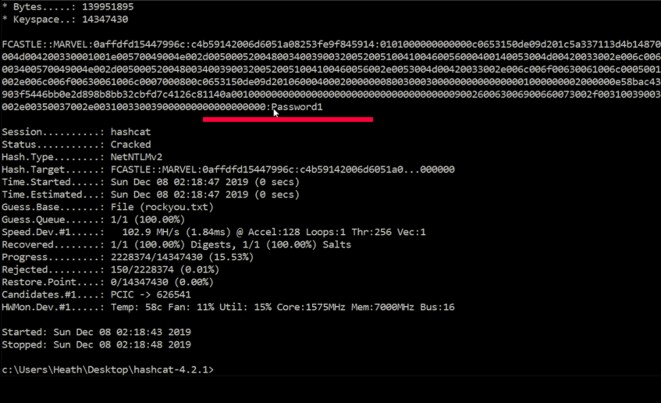 * Bytes.....: 139951895
* Keyspace..: 14347430
FCASTLE::MARVEL:0affdfd15447996c:c4b59142006d6051a08253fe9f845914:0101000000000000c0653150de09d201c5a337113d4b14870
Session..........: hashcat
Status...........: Cracked
Hash.Type........: NetNTLMv2
Hash.Target......: FCASTLE::MARVEL:0affdfd15447996c:c4b59142006d6051a0...000000
Time.Started.....: Sun Dec 08 02:18:47 2019 (0 secs)
Time.Estimated...: Sun Dec 08 02:18:47 2019 (0 secs)
Guess.Base.......: File (rockyou.txt)
Guess.Queue......: 1/1 (100.00%)
Speed.Dev.#1.....:   102.9 MH/s (1.84ms) @ Accel:128 Loops:1 Thr:256 Vec:1
Recovered........: 1/1 (100.00%) Digests, 1/1 (100.00%) Salts
Progress.........: 2228374/14347430 (15.53%)
Rejected.........: 150/2228374 (0.01%)
Restore.Point....: 0/14347430 (0.00%)
Candidates.#1....: PCIC -> 626541
HWMon.Dev.#1.....: Temp: 58c Fan: 11% Util: 15% Core:1575MHz Mem:7000MHz Bus:16
Started: Sun Dec 08 02:18:43 2019
Stopped: Sun Dec 08 02:18:48 2019
c:\Users\Heath\Desktop\hashcat-4.2.1>